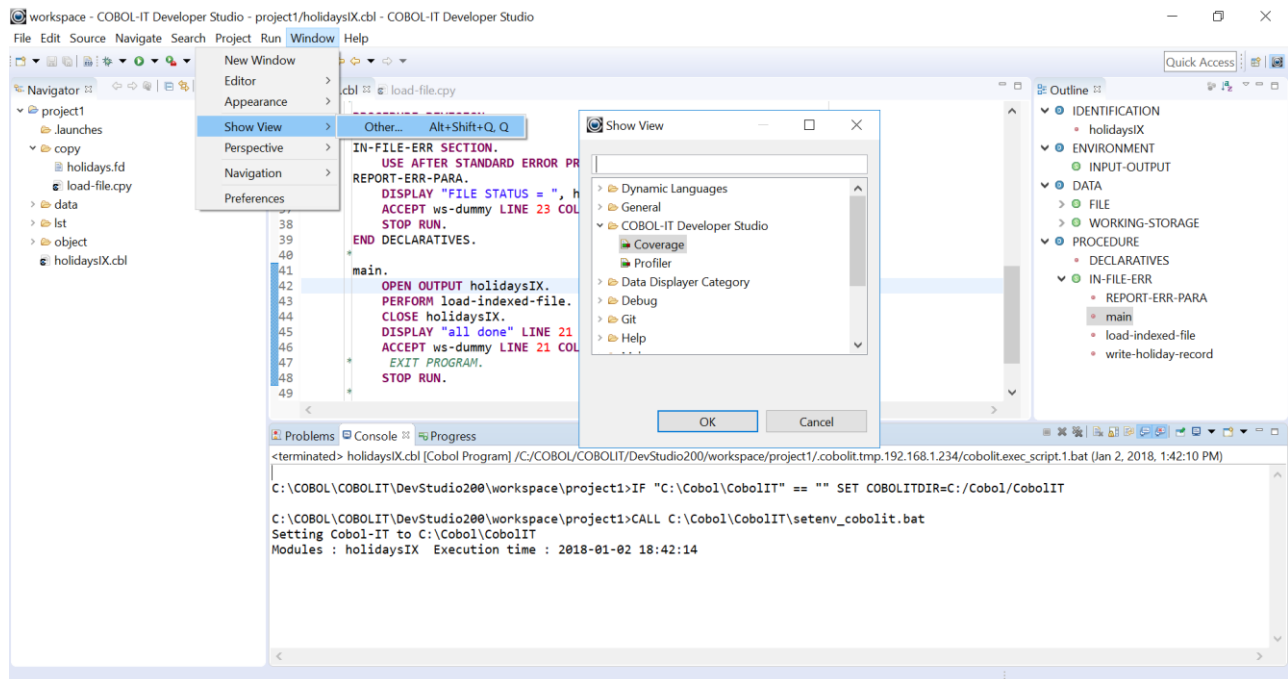 workspace - COBOL-IT Developer Studio - project1/holidaysIX.cbl - COBOL-IT Developer Studio
File Edit Source Navigate Search Project Run Window Help
Quick Access
New Window
Editor
Appearance
Show View
Perspective
Navigation
Preferences
Other... Alt+Shift+Q, Q
Navigator
project1
.launches
copy
holidays.fd
load-file.cpy
data
lst
object
holidaysIX.cbl
.cbl load-file.cpy
IN-FILE-ERR SECTION.
USE AFTER STANDARD ERROR PR
REPORT-ERR-PARA.
DISPLAY "FILE STATUS = ", h
ACCEPT ws-dummy LINE 23 COL
38 STOP RUN.
39 END DECLARATIVES.
40 *
41 main.
42 OPEN OUTPUT holidaysIX.
43 PERFORM load-indexed-file.
44 CLOSE holidaysIX.
45 DISPLAY "all done" LINE 21
46 ACCEPT ws-dummy LINE 21 COL
47 * EXIT PROGRAM.
48 STOP RUN.
49 *
Show View
Dynamic Languages
General
COBOL-IT Developer Studio
Coverage
Profiler
Data Displayer Category
Debug
Git
Help
OK Cancel
Outline
IDENTIFICATION
holidaysIX
ENVIRONMENT
INPUT-OUTPUT
DATA
FILE
WORKING-STORAGE
PROCEDURE
DECLARATIVES
IN-FILE-ERR
REPORT-ERR-PARA
main
load-indexed-file
write-holiday-record
Problems Console Progress
<terminated> holidaysIX.cbl [Cobol Program] /C:/COBOL/COBOLIT/DevStudio200/workspace/project1/.cobolit.tmp.192.168.1.234/cobolit.exec_script.1.bat (Jan 2, 2018, 1:42:10 PM)
C:\COBOL\COBOLIT\DevStudio200\workspace\project1>IF "C:\Cobol\CobolIT" == "" SET COBOLITDIR=C:/Cobol/CobolIT
C:\COBOL\COBOLIT\DevStudio200\workspace\project1>CALL C:\Cobol\CobolIT\setenv_cobolit.bat
Setting Cobol-IT to C:\Cobol\CobolIT
Modules : holidaysIX Execution time : 2018-01-02 18:42:14